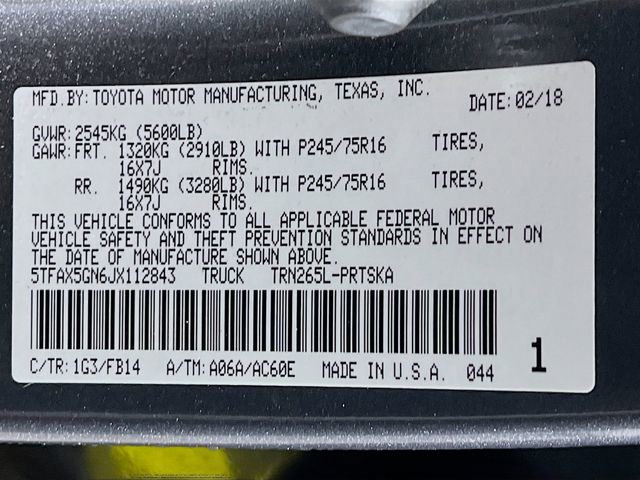 MFD.BY:TOYOTA MOTOR MANUFACTURING, TEXAS, INC. DATE:02/18
GVWR:2545KG (5600LB)
GAWR:FRT. 1320KG (2910LB) WITH P245/75R16 TIRES,
16X7J RIMS.
RR. 1490KG (3280LB) WITH P245/75R16 TIRES,
16X7J RIMS.
THIS VEHICLE CONFORMS TO ALL APPLICABLE FEDERAL MOTOR
VEHICLE SAFETY AND THEFT PREVENTION STANDARDS IN EFFECT ON
THE DATE OF MANUFACTURE SHOWN ABOVE.
5TFAX5GN6JX112843 TRUCK TRN265L-PRTSKA
C/TR:1G3/FB14 A/TM:A06A/AC60E MADE IN U.S.A. 044 1